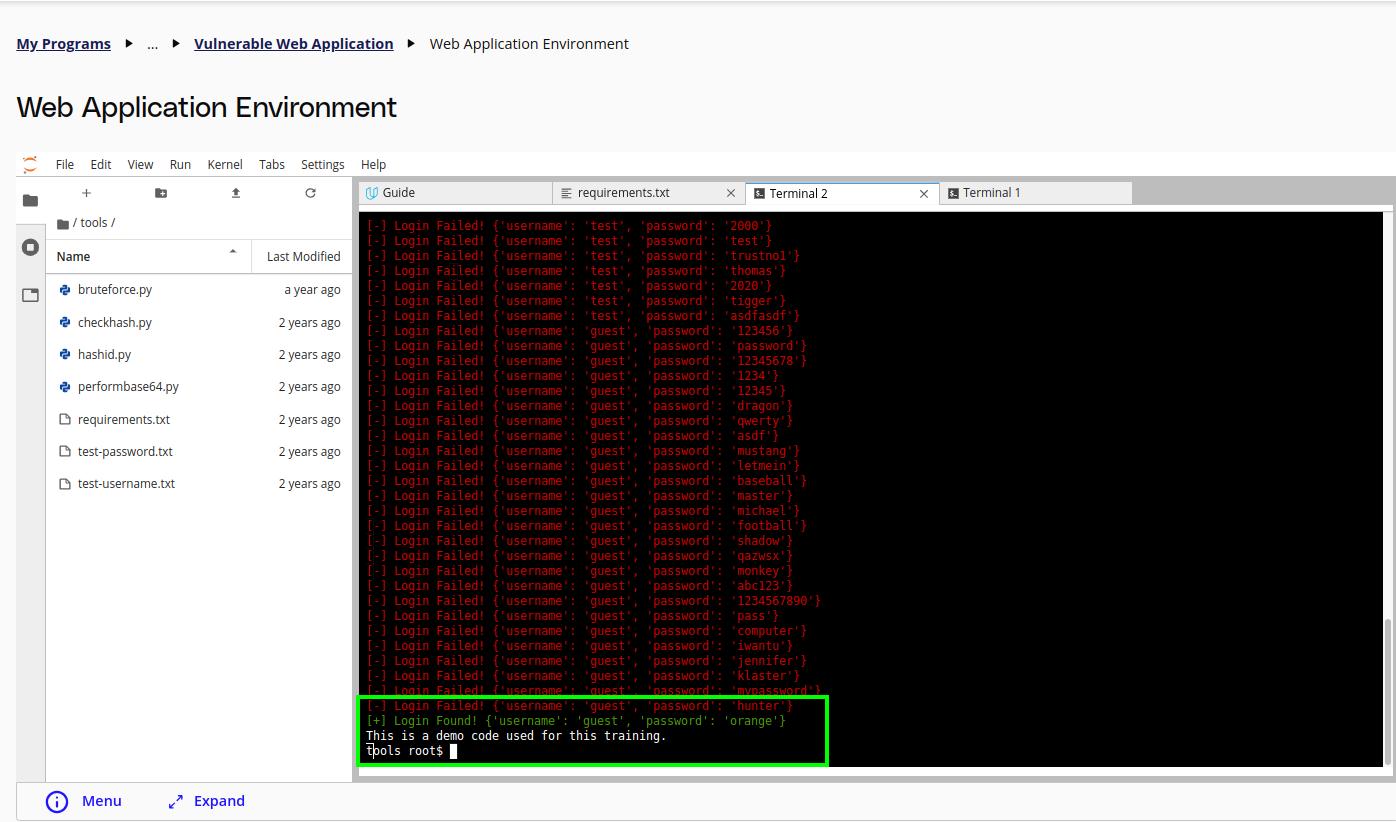 My Programs ▶ ... ▶ Vulnerable Web Application ▶ Web Application Environment
Web Application Environment
File Edit View Run Kernel Tabs Settings Help
Guide requirements.txt Terminal 2 Terminal 1
/ tools /
Name Last Modified
bruteforce.py a year ago
checkhash.py 2 years ago
hashid.py 2 years ago
performbase64.py 2 years ago
requirements.txt 2 years ago
test-password.txt 2 years ago
test-username.txt 2 years ago
[-] Login Failed! {'username': 'test', 'password': '2000'}
[-] Login Failed! {'username': 'test', 'password': 'test'}
[-] Login Failed! {'username': 'test', 'password': 'trustno1'}
[-] Login Failed! {'username': 'test', 'password': 'thomas'}
[-] Login Failed! {'username': 'test', 'password': '2020'}
[-] Login Failed! {'username': 'test', 'password': 'tigger'}
[-] Login Failed! {'username': 'test', 'password': 'asdfasdf'}
[-] Login Failed! {'username': 'guest', 'password': '123456'}
[-] Login Failed! {'username': 'guest', 'password': 'password'}
[-] Login Failed! {'username': 'guest', 'password': '12345678'}
[-] Login Failed! {'username': 'guest', 'password': '1234'}
[-] Login Failed! {'username': 'guest', 'password': '12345'}
[-] Login Failed! {'username': 'guest', 'password': 'dragon'}
[-] Login Failed! {'username': 'guest', 'password': 'qwerty'}
[-] Login Failed! {'username': 'guest', 'password': 'asdf'}
[-] Login Failed! {'username': 'guest', 'password': 'mustang'}
[-] Login Failed! {'username': 'guest', 'password': 'letmein'}
[-] Login Failed! {'username': 'guest', 'password': 'baseball'}
[-] Login Failed! {'username': 'guest', 'password': 'master'}
[-] Login Failed! {'username': 'guest', 'password': 'michael'}
[-] Login Failed! {'username': 'guest', 'password': 'football'}
[-] Login Failed! {'username': 'guest', 'password': 'shadow'}
[-] Login Failed! {'username': 'guest', 'password': 'qazwsx'}
[-] Login Failed! {'username': 'guest', 'password': 'monkey'}
[-] Login Failed! {'username': 'guest', 'password': 'abc123'}
[-] Login Failed! {'username': 'guest', 'password': '1234567890'}
[-] Login Failed! {'username': 'guest', 'password': 'pass'}
[-] Login Failed! {'username': 'guest', 'password': 'computer'}
[-] Login Failed! {'username': 'guest', 'password': 'iwantu'}
[-] Login Failed! {'username': 'guest', 'password': 'jennifer'}
[-] Login Failed! {'username': 'guest', 'password': 'klaster'}
[-] Login Failed! {'username': 'guest', 'password': 'mypassword'}
[-] Login Failed! {'username': 'guest', 'password': 'hunter'}
[+] Login Found! {'username': 'guest', 'password': 'orange'}
This is a demo code used for this training.
tools root$
Menu Expand